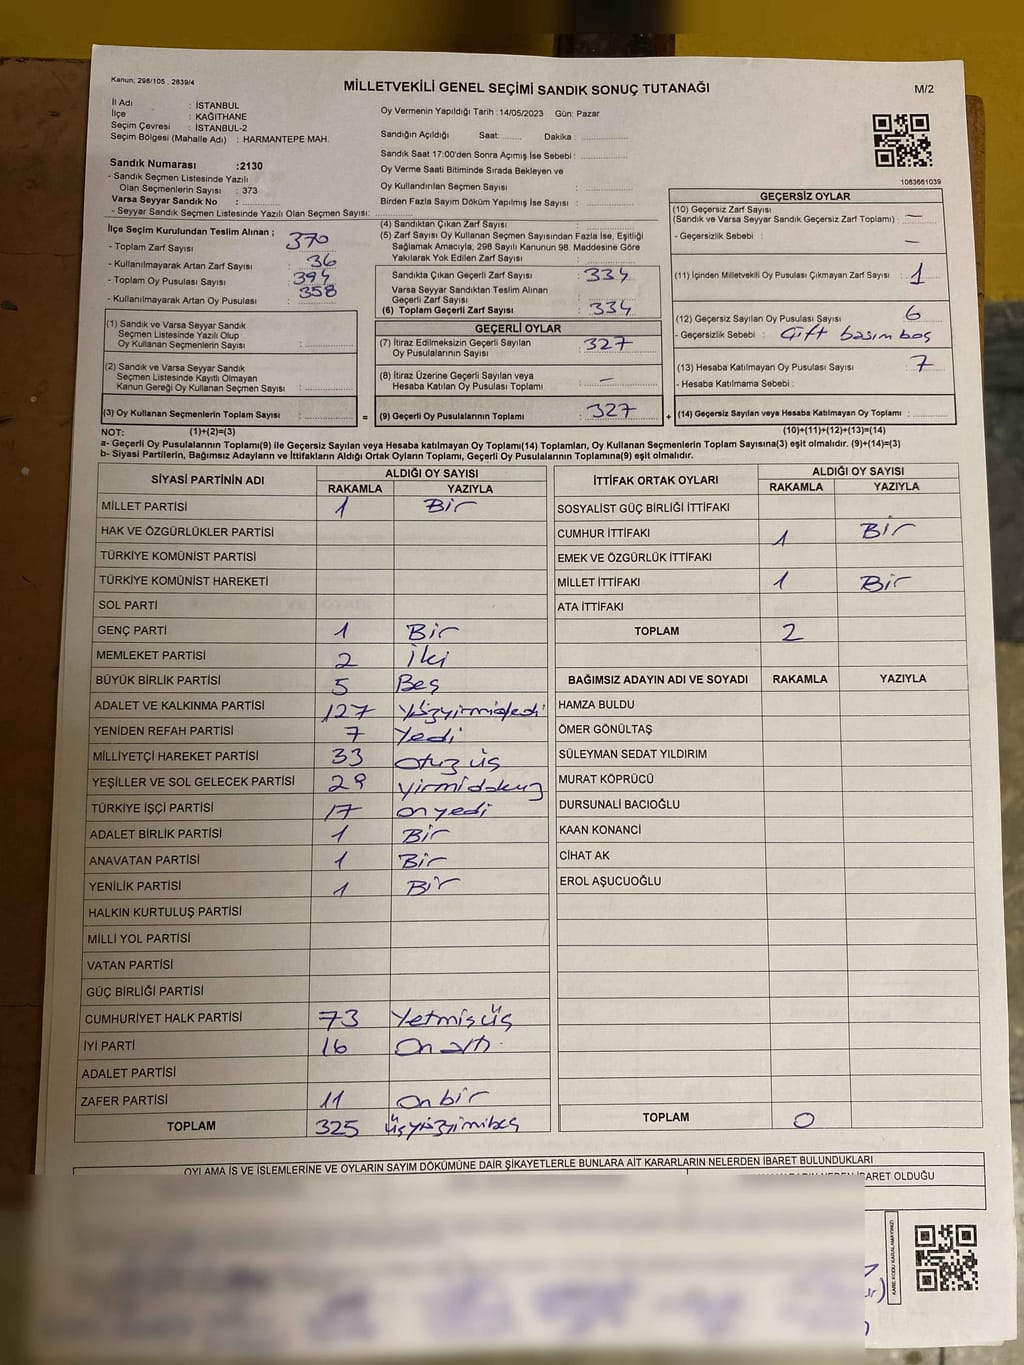 Kanun; 298/105 , 2839/4
MİLLETVEKİLİ GENEL SEÇİMİ SANDIK SONUÇ TUTANAĞI
M/2
İl Adı : İSTANBUL
İlçe : KAĞITHANE
Seçim Çevresi : İSTANBUL-2
Seçim Bölgesi (Mahalle Adı) : HARMANTEPE MAH.
Sandık Numarası :2130
- Sandık Seçmen Listesinde Yazılı
Olan Seçmenlerin Sayısı : 373
Varsa Seyyar Sandık No :
- Seyyar Sandık Seçmen Listesinde Yazılı Olan Seçmen Sayısı:
Oy Vermenin Yapıldığı Tarih :14/05/2023 Gün: Pazar
Sandığın Açıldığı Saat: Dakika :
Sandık Saat 17:00'den Sonra Açımış İse Sebebi :
Oy Verme Saati Bitiminde Sırada Bekleyen ve
Oy Kullandırılan Seçmen Sayısı :
Birden Fazla Sayım Döküm Yapılmış İse Sayısı :
1083661039
İlçe Seçim Kurulundan Teslim Alınan ;
- Toplam Zarf Sayısı : 370
- Kullanılmayarak Artan Zarf Sayısı : 36
- Toplam Oy Pusulası Sayısı : 394
- Kullanılmayarak Artan Oy Pusulası : 358
(1) Sandık ve Varsa Seyyar Sandık
Seçmen Listesinde Yazılı Olup
Oy Kullanan Seçmenlerin Sayısı :
(2) Sandık ve Varsa Seyyar Sandık
Seçmen Listesinde Kayıtlı Olmayan
Kanun Gereği Oy Kullanan Seçmen Sayısı :
(3) Oy Kullanan Seçmenlerin Toplam Sayısı :
(4) Sandıktan Çıkan Zarf Sayısı :
(5) Zarf Sayısı Oy Kullanan Seçmen Sayısından Fazla İse, Eşitliği
Sağlamak Amacıyla; 298 Sayılı Kanunun 98. Maddesine Göre
Yakılarak Yok Edilen Zarf Sayısı :
Sandıkta Çıkan Geçerli Zarf Sayısı : 334
Varsa Seyyar Sandıktan Teslim Alınan
Geçerli Zarf Sayısı :
(6) Toplam Geçerli Zarf Sayısı : 334
GEÇERLİ OYLAR
(7) İtiraz Edilmeksizin Geçerli Sayılan
Oy Pusulalarının Sayısı : 327
(8) İtiraz Üzerine Geçerli Sayılan veya
Hesaba Katılan Oy Pusulası Toplamı : —
= (9) Geçerli Oy Pusulalarının Toplamı : 327 +
GEÇERSİZ OYLAR
(10) Geçersiz Zarf Sayısı
(Sandık ve Varsa Seyyar Sandık Geçersiz Zarf Toplamı) : —
- Geçersizlik Sebebi : —
(11) İçinden Milletvekili Oy Pusulası Çıkmayan Zarf Sayısı : 1
(12) Geçersiz Sayılan Oy Pusulası Sayısı : 6
- Geçersizlik Sebebi : Çift basım boş
(13) Hesaba Katılmayan Oy Pusulası Sayısı : 7
- Hesaba Katılmama Sebebi :
(14) Geçersiz Sayılan veya Hesaba Katılmayan Oy Toplamı :
NOT: (1)+(2)=(3) (10)+(11)+(12)+(13)=(14)
a- Geçerli Oy Pusulalarının Toplamı(9) ile Geçersiz Sayılan veya Hesaba katılmayan Oy Toplamı(14) Toplamları, Oy Kullanan Seçmenlerin Toplam Sayısına(3) eşit olmalıdır. (9)+(14)=(3)
b- Siyasi Partilerin, Bağımsız Adayların ve İttifakların Aldığı Ortak Oyların Toplamı, Geçerli Oy Pusulalarının Toplamına(9) eşit olmalıdır.
SİYASİ PARTİNİN ADI ALDIĞI OY SAYISI
RAKAMLA YAZIYLA
MİLLET PARTİSİ 1 Bir
HAK VE ÖZGÜRLÜKLER PARTİSİ
TÜRKİYE KOMÜNİST PARTİSİ
TÜRKİYE KOMÜNİST HAREKETİ
SOL PARTİ
GENÇ PARTİ 1 Bir
MEMLEKET PARTİSİ 2 İki
BÜYÜK BİRLİK PARTİSİ 5 Beş
ADALET VE KALKINMA PARTİSİ 127 Yüzyirmiyedi
YENİDEN REFAH PARTİSİ 7 Yedi
MİLLİYETÇİ HAREKET PARTİSİ 33 otuz üç
YEŞİLLER VE SOL GELECEK PARTİSİ 29 yirmidokuz
TÜRKİYE İŞÇİ PARTİSİ 17 onyedi
ADALET BİRLİK PARTİSİ 1 Bir
ANAVATAN PARTİSİ 1 Bir
YENİLİK PARTİSİ 1 Bir
HALKIN KURTULUŞ PARTİSİ
MİLLİ YOL PARTİSİ
VATAN PARTİSİ
GÜÇ BİRLİĞİ PARTİSİ
CUMHURİYET HALK PARTİSİ 73 Yetmişüç
İYİ PARTİ 16 On altı
ADALET PARTİSİ
ZAFER PARTİSİ 11 onbir
TOPLAM 325 üçyüzyirmibeş
İTTİFAK ORTAK OYLARI ALDIĞI OY SAYISI
RAKAMLA YAZIYLA
SOSYALİST GÜÇ BİRLİĞİ İTTİFAKI
CUMHUR İTTİFAKI 1 Bir
EMEK VE ÖZGÜRLÜK İTTİFAKI
MİLLET İTTİFAKI 1 Bir
ATA İTTİFAKI
TOPLAM 2
BAĞIMSIZ ADAYIN ADI VE SOYADI RAKAMLA YAZIYLA
HAMZA BULDU
ÖMER GÖNÜLTAŞ
SÜLEYMAN SEDAT YILDIRIM
MURAT KÖPRÜCÜ
DURSUNALİ BACIOĞLU
KAAN KONANCİ
CİHAT AK
EROL AŞUCUOĞLU
TOPLAM 0
OYLAMA İŞ VE İŞLEMLERİNE VE OYLARIN SAYIM DÖKÜMÜNE DAİR ŞİKAYETLERLE BUNLARA AİT KARARLARIN NELERDEN İBARET BULUNDUKLARI
NEDEN İBARET OLDUĞU
KARE KODU KARALAMAYINIZ!